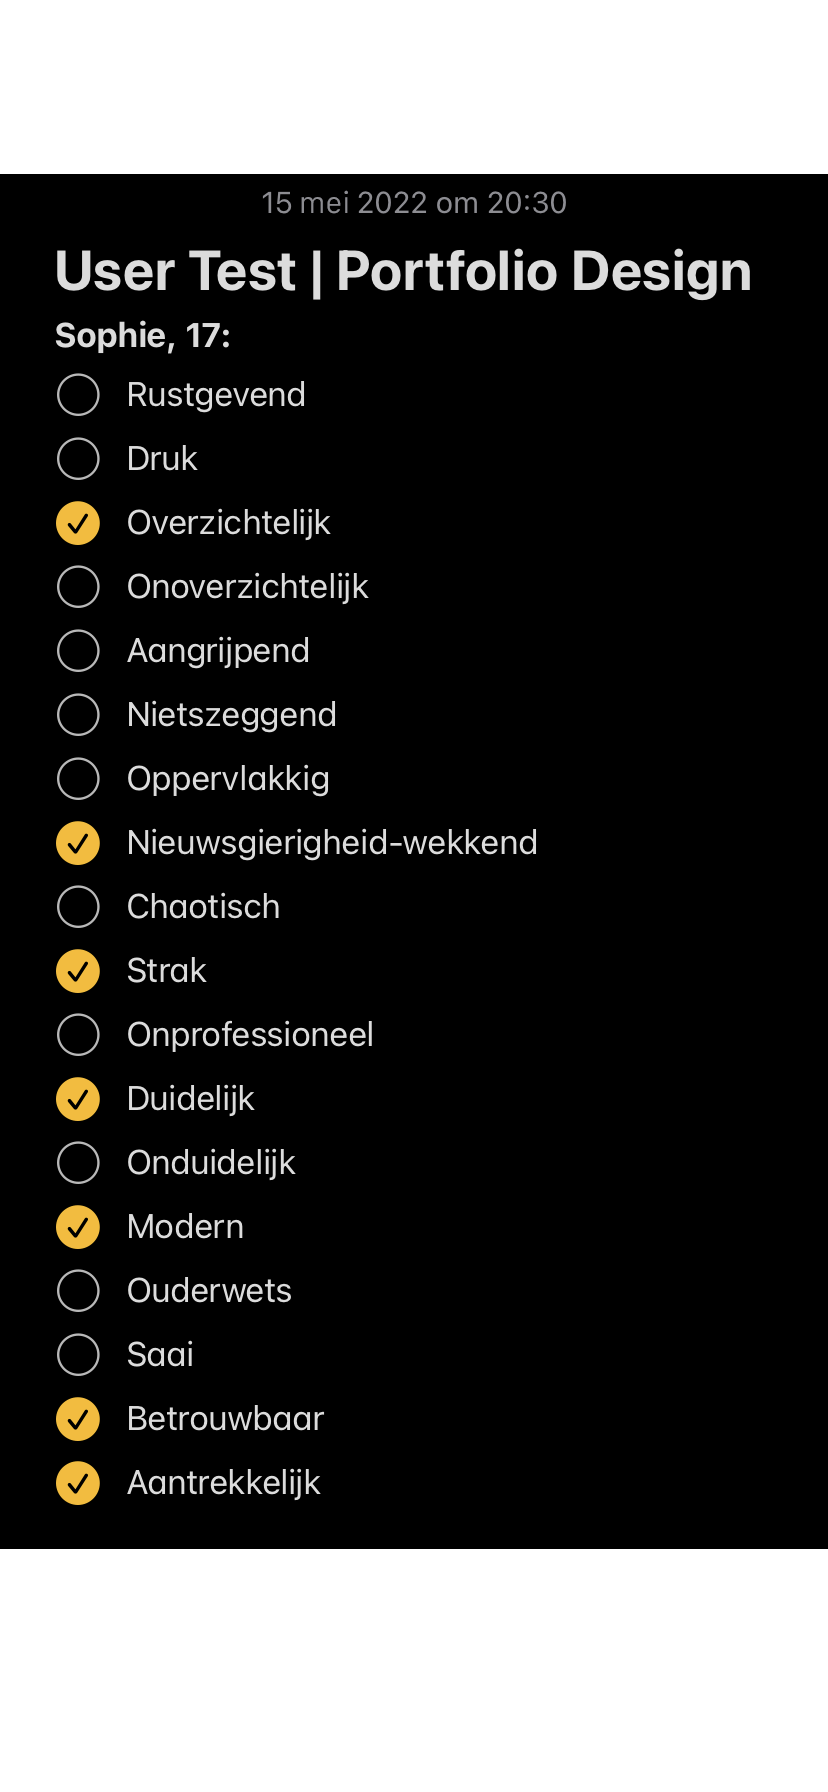 15 mei 2022 om 20:30
User Test | Portfolio Design
Sophie, 17:
Rustgevend
Druk
Overzichtelijk
Onoverzichtelijk
Aangrijpend
Nietszeggend
Oppervlakkig
Nieuwsgierigheid-wekkend
Chaotisch
Strak
Onprofessioneel
Duidelijk
Onduidelijk
Modern
Ouderwets
Saai
Betrouwbaar
Aantrekkelijk